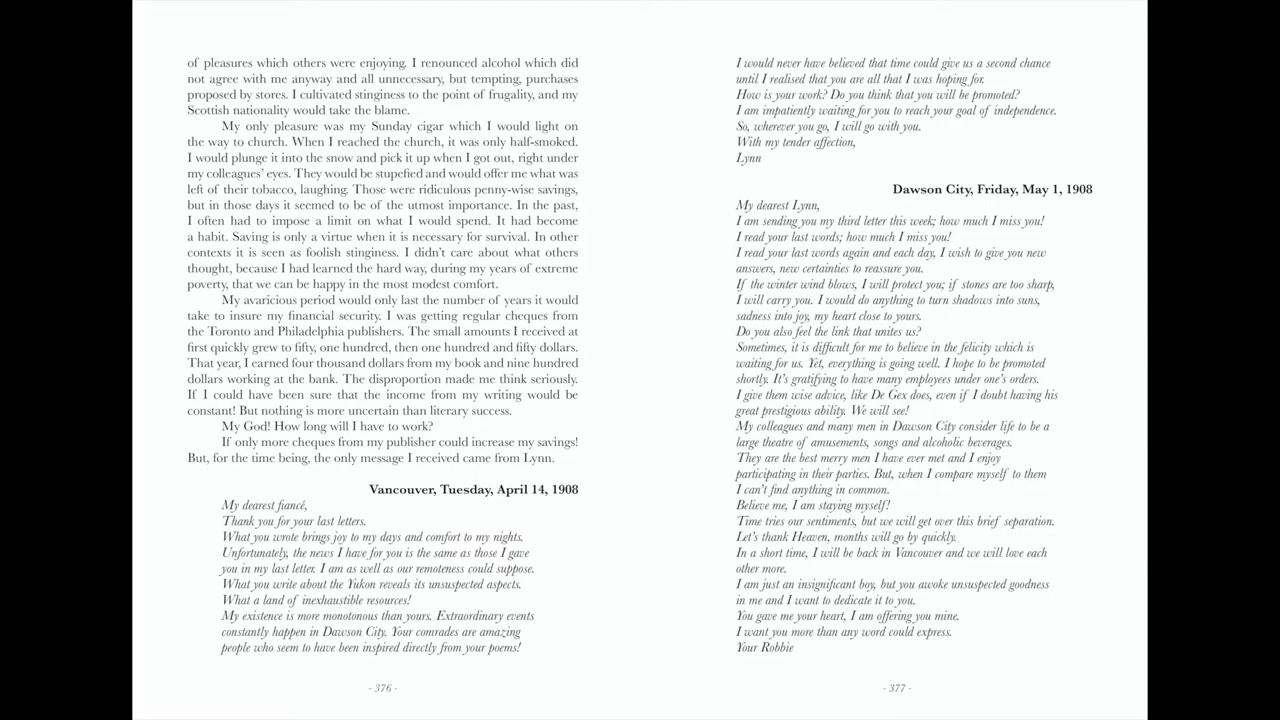 of pleasures which others were enjoying. I renounced alcohol which did
not agree with me anyway and all unnecessary, but tempting, purchases
proposed by stores. I cultivated stinginess to the point of frugality, and my
Scottish nationality would take the blame.
My only pleasure was my Sunday cigar which I would light on
the way to church. When I reached the church, it was only half-smoked.
I would plunge it into the snow and pick it up when I got out, right under
my colleagues' eyes. They would be stupefied and would offer me what was
left of their tobacco, laughing. Those were ridiculous penny-wise savings,
but in those days it seemed to be of the utmost importance. In the past,
I often had to impose a limit on what I would spend. It had become
a habit. Saving is only a virtue when it is necessary for survival. In other
contexts it is seen as foolish stinginess. I didn't care about what others
thought, because I had learned the hard way, during my years of extreme
poverty, that we can be happy in the most modest comfort.
My avaricious period would only last the number of years it would
take to insure my financial security. I was getting regular cheques from
the Toronto and Philadelphia publishers. The small amounts I received at
first quickly grew to fifty, one hundred, then one hundred and fifty dollars.
That year, I earned four thousand dollars from my book and nine hundred
dollars working at the bank. The disproportion made me think seriously.
If I could have been sure that the income from my writing would be
constant! But nothing is more uncertain than literary success.
My God! How long will I have to work?
If only more cheques from my publisher could increase my savings!
But, for the time being, the only message I received came from Lynn.
Vancouver, Tuesday, April 14, 1908
My dearest fiancé,
Thank you for your last letters.
What you wrote brings joy to my days and comfort to my nights.
Unfortunately, the news I have for you is the same as those I gave
you in my last letter. I am as well as our remoteness could suppose.
What you write about the Yukon reveals its unsuspected aspects.
What a land of inexhaustible resources!
My existence is more monotonous than yours. Extraordinary events
constantly happen in Dawson City. Your comrades are amazing
people who seem to have been inspired directly from your poems!
- 376 -
I would never have believed that time could give us a second chance
until I realised that you are all that I was hoping for.
How is your work? Do you think that you will be promoted?
I am impatiently waiting for you to reach your goal of independence.
So, wherever you go, I will go with you.
With my tender affection,
Lynn
Dawson City, Friday, May 1, 1908
My dearest Lynn,
I am sending you my third letter this week; how much I miss you!
I read your last words; how much I miss you!
I read your last words again and each day, I wish to give you new
answers, new certainties to reassure you.
If the winter wind blows, I will protect you; if stones are too sharp,
I will carry you. I would do anything to turn shadows into suns,
sadness into joy, my heart close to yours.
Do you also feel the link that unites us?
Sometimes, it is difficult for me to believe in the felicity which is
waiting for us. Yet, everything is going well. I hope to be promoted
shortly. It's gratifying to have many employees under one's orders.
I give them wise advice, like De Gex does, even if I doubt having his
great prestigious ability. We will see!
My colleagues and many men in Dawson City consider life to be a
large theatre of amusements, songs and alcoholic beverages.
They are the best merry men I have ever met and I enjoy
participating in their parties. But, when I compare myself to them
I can't find anything in common.
Believe me, I am staying myself!
Time tries our sentiments, but we will get over this brief separation.
Let's thank Heaven, months will go by quickly.
In a short time, I will be back in Vancouver and we will love each
other more.
I am just an insignificant boy, but you awoke unsuspected goodness
in me and I want to dedicate it to you.
You gave me your heart, I am offering you mine.
I want you more than any word could express.
Your Robbie
- 377 -